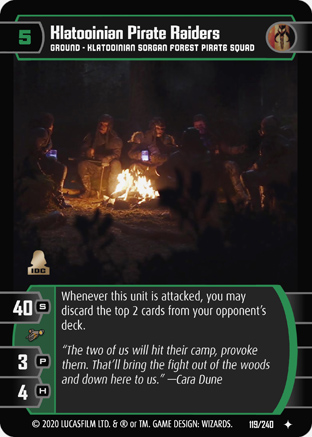 5
Klatooinian Pirate Raiders
GROUND - KLATOOINIAN SORGAN FOREST PIRATE SQUAD
IDC
40 S
Whenever this unit is attacked, you may
discard the top 2 cards from your opponent's
deck.
3 P
"The two of us will hit their camp, provoke
them. That'll bring the fight out of the woods
and down here to us." —Cara Dune
4 H
© 2020 LUCASFILM LTD. & ® or TM. GAME DESIGN: WIZARDS. 119/240